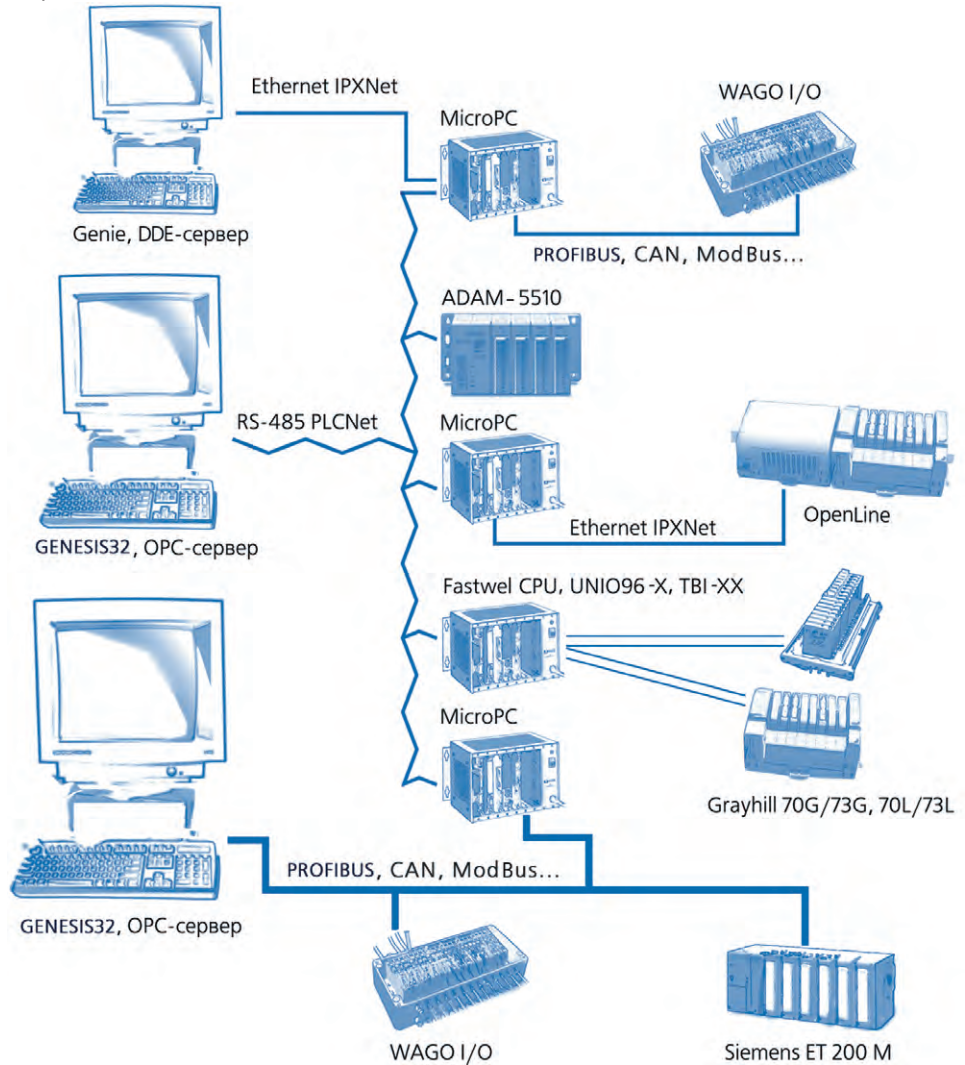 Ethernet IPXNet
MicroPC
WAGO I/O
Genie, DDE-сервер
PROFIBUS, CAN, ModBus...
ADAM-5510
RS-485 PLCNet
MicroPC
OpenLine
Ethernet IPXNet
GENESIS32, OPC-сервер
Fastwel CPU, UNIO96-X, TBI-XX
MicroPC
Grayhill 70G/73G, 70L/73L
PROFIBUS, CAN, ModBus...
GENESIS32, OPC-сервер
WAGO I/O
Siemens ET 200 M